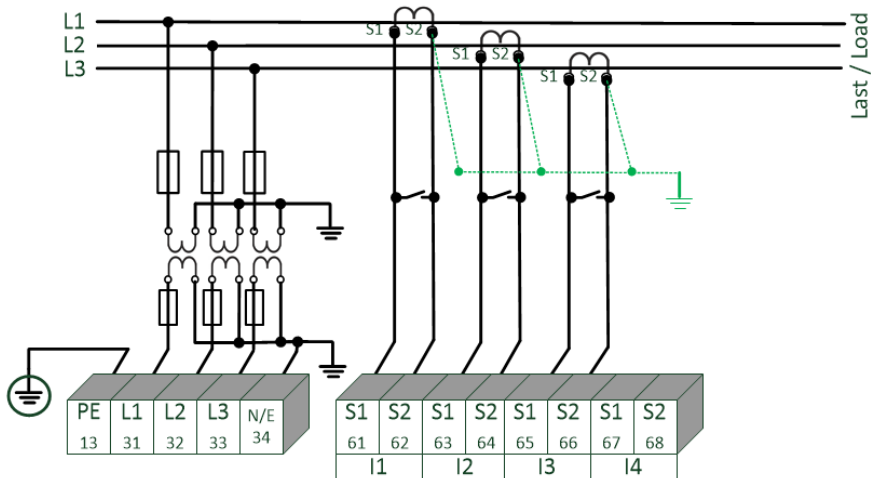 L1
L2
L3
S1 S2
S1 S2
S1 S2
Last / Load
PE L1 L2 L3 N/E
13 31 32 33 34
S1 S2 S1 S2 S1 S2 S1 S2
61 62 63 64 65 66 67 68
I1 I2 I3 I4